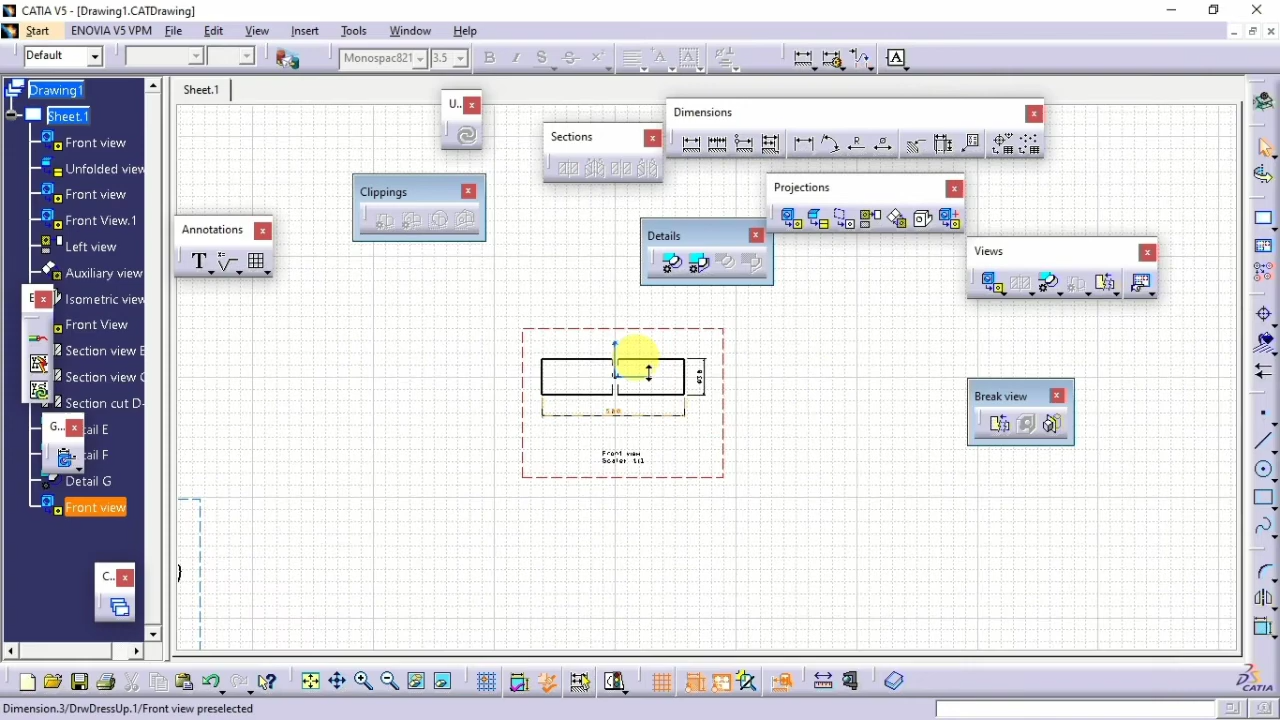 CATIA V5 - [Drawing1.CATDrawing]
Start
ENOVIA V5 VPM
File
Edit
View
Insert
Tools
Window
Help
Default
Monospac821
3.5
Sheet.1
Drawing1
Sheet.1
Front view
Unfolded view
Front view
Front View.1
Left view
Auxiliary view
Isometric view
Front View
Section view
Section view
Section cut D-
tail E
tail F
Detail G
Front view
U..
Sections
Dimensions
Clippings
Projections
Annotations
Details
Views
Break view
G...
C..
Front view
Scale: 1:1
CATIA
Dimension.3/DrwDressUp.1/Front view preselected